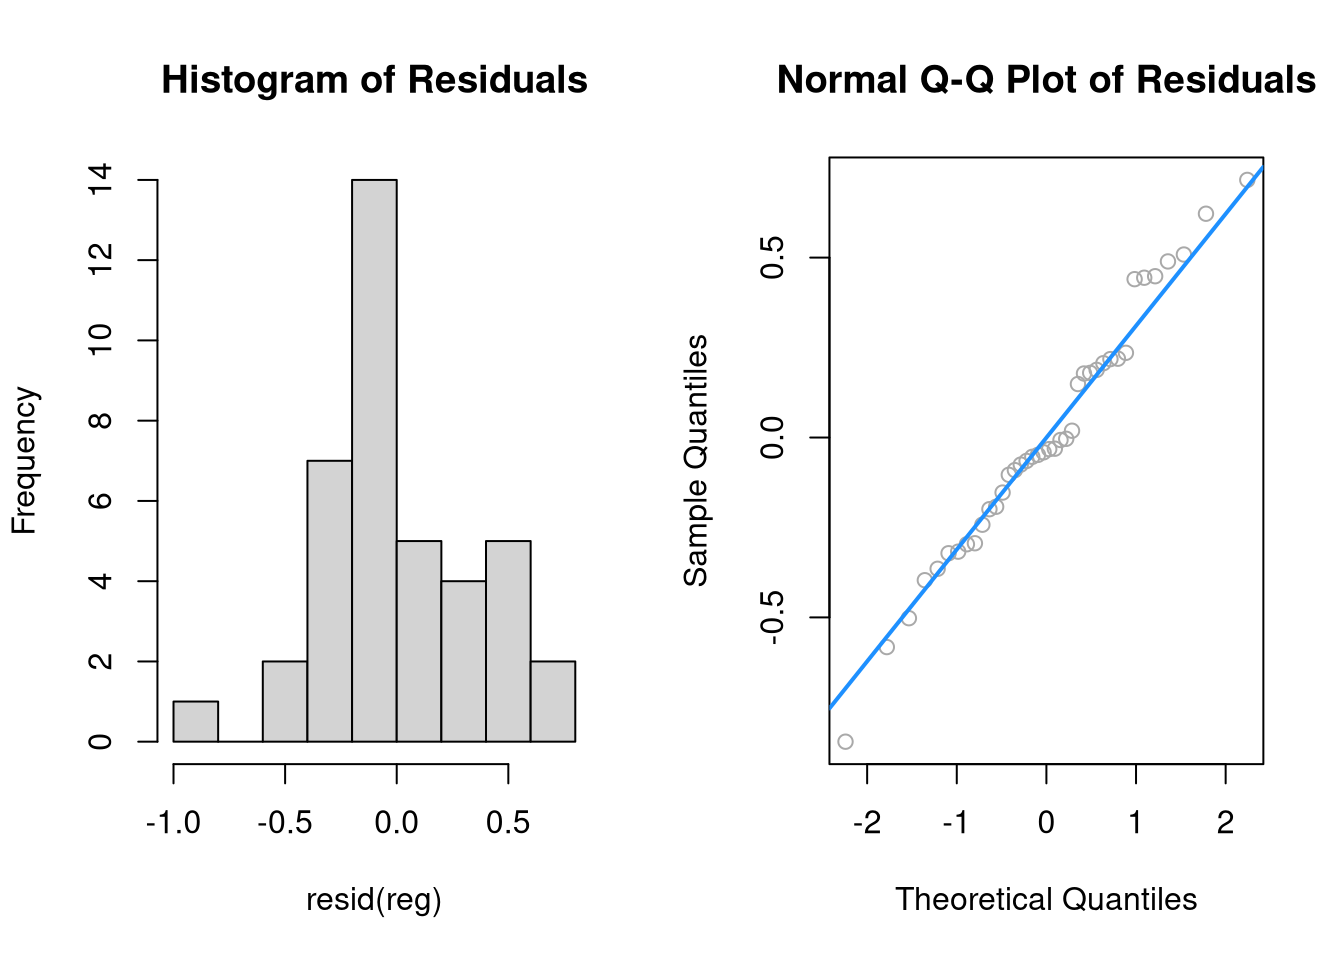 Histogram of Residuals
Frequency
14
12
10
8
6
4
2
0
-1.0 -0.5 0.0 0.5
resid(reg)
Normal Q-Q Plot of Residuals
Sample Quantiles
0.5
0.0
-0.5
-2 -1 0 1 2
Theoretical Quantiles